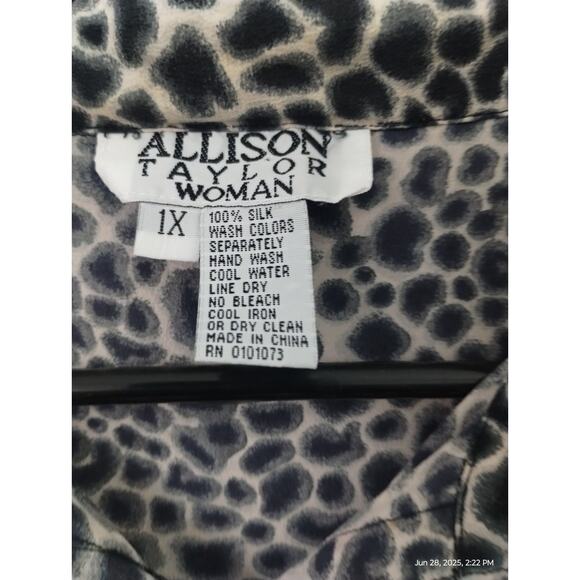 ALLISON
TAYLOR
WOMAN
1X
100% SILK
WASH COLORS
SEPARATELY
HAND WASH
COOL WATER
LINE DRY
NO BLEACH
COOL IRON
OR DRY CLEAN
MADE IN CHINA
RN 0101073
Jun 28, 2025, 2:22 PM